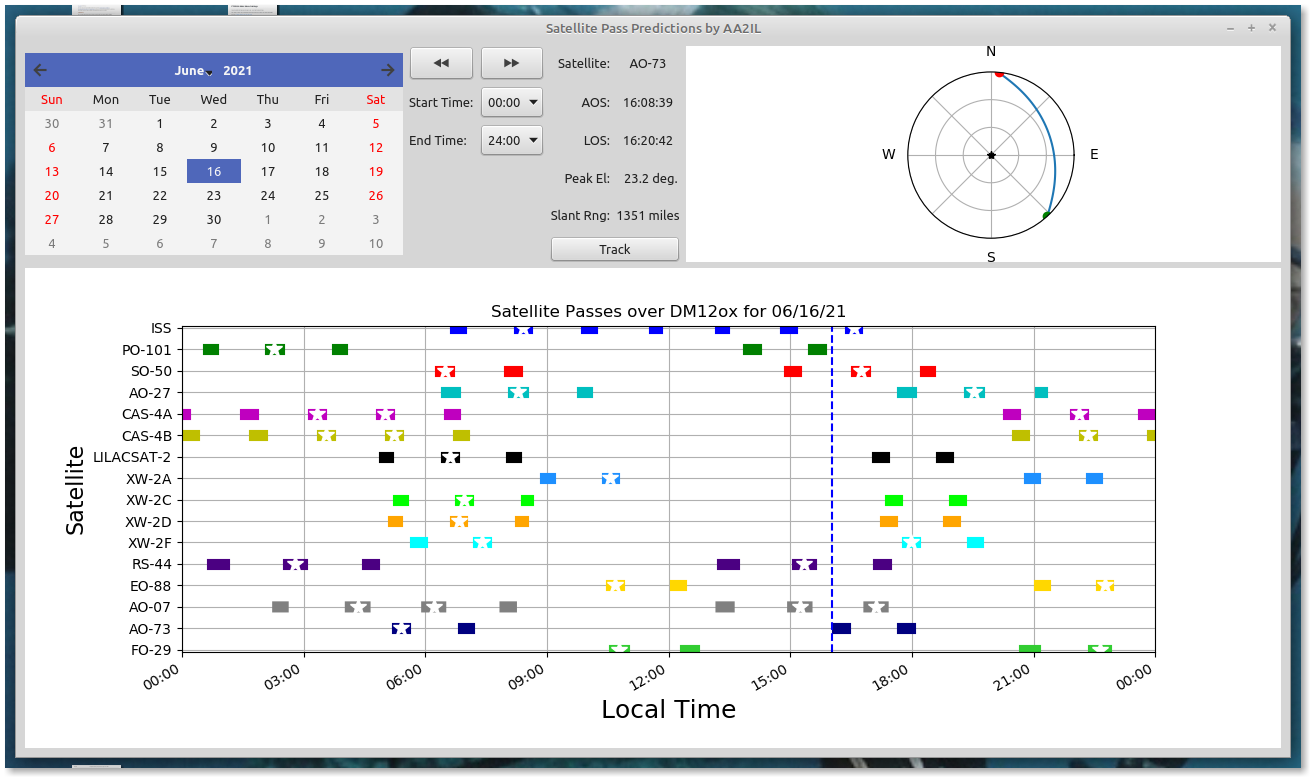 Satellite Pass Predictions by AA2IL
June 2021
Sun Mon Tue Wed Thu Fri Sat
30 31 1 2 3 4 5
6 7 8 9 10 11 12
13 14 15 16 17 18 19
20 21 22 23 24 25 26
27 28 29 30 1 2 3
4 5 6 7 8 9 10
Start Time: 00:00
End Time: 24:00
Satellite: AO-73
AOS: 16:08:39
LOS: 16:20:42
Peak El: 23.2 deg.
Slant Rng: 1351 miles
Track
N
W E
S
Satellite Passes over DM12ox for 06/16/21
Satellite
ISS
PO-101
SO-50
AO-27
CAS-4A
CAS-4B
LILACSAT-2
XW-2A
XW-2C
XW-2D
XW-2F
RS-44
EO-88
AO-07
AO-73
FO-29
00:00 03:00 06:00 09:00 12:00 15:00 18:00 21:00 00:00
Local Time